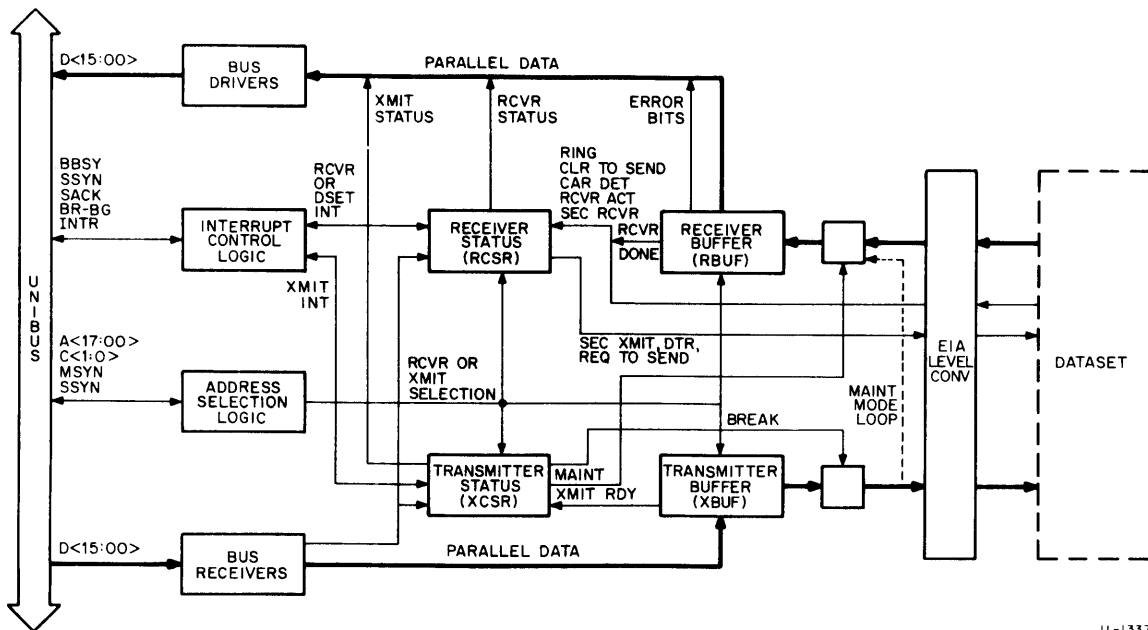 D<15:00>
BUS
DRIVERS
PARALLEL DATA
XMIT
STATUS
RCVR
STATUS
ERROR
BITS
BBSY
SSYN
SACK
BR-BG
INTR
INTERRUPT
CONTROL
LOGIC
RCVR
OR
DSET
INT
XMIT
INT
RECEIVER
STATUS
(RCSR)
RING
CLR TO SEND
CAR DET
RCVR ACT
SEC RCVR
RCVR
DONE
RECEIVER
BUFFER
(RBUF)
UNIBUS
A<17:00>
C<1:0>
MSYN
SSYN
ADDRESS
SELECTION
LOGIC
RCVR OR
XMIT
SELECTION
SEC XMIT, DTR,
REQ TO SEND
BREAK
MAINT
MODE
LOOP
EIA
LEVEL
CONV
DATASET
TRANSMITTER
STATUS
(XCSR)
MAINT
XMIT RDY
TRANSMITTER
BUFFER
(XBUF)
D<15:00>
BUS
RECEIVERS
PARALLEL DATA